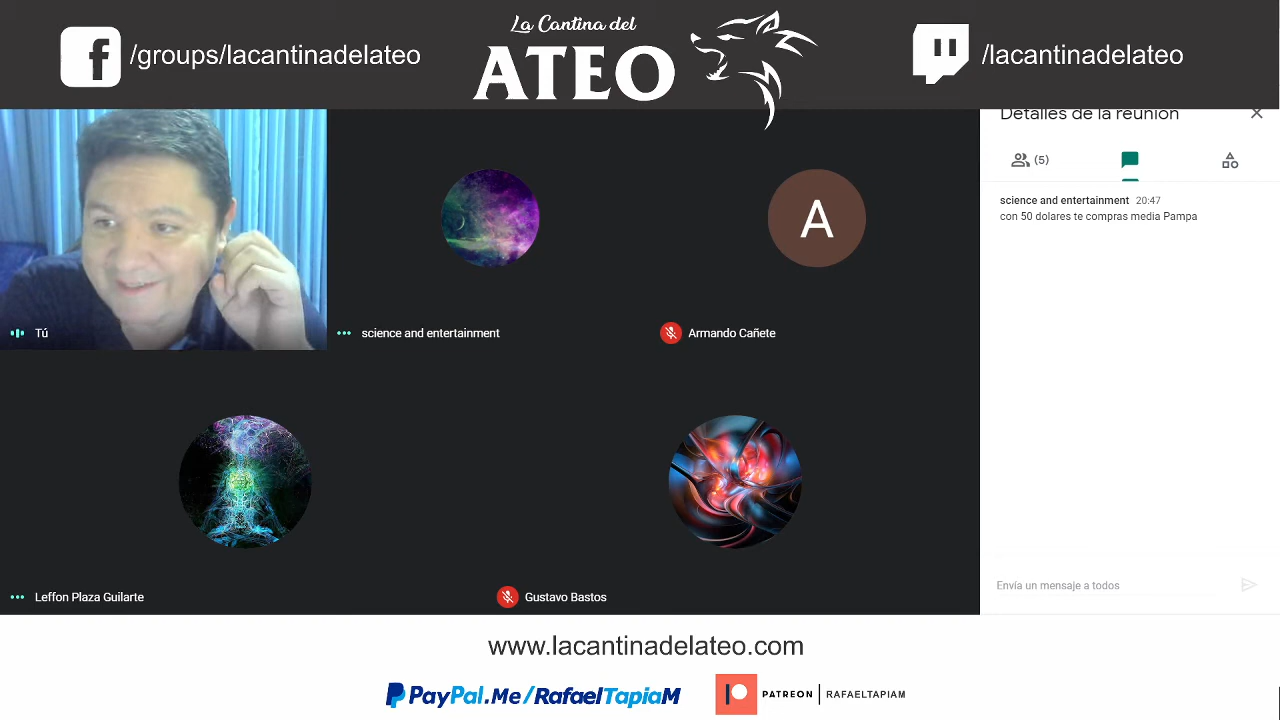 /groups/lacantinadelateo
La Cantina del
ATEO
/lacantinadelateo
Detalles de la reunión
(5)
science and entertainment 20:47
con 50 dolares te compras media Pampa
A
Tú
science and entertainment
Armando Cañete
Leffon Plaza Guilarte
Gustavo Bastos
Envía un mensaje a todos
www.lacantinadelateo.com
PayPal.Me/RafaelTapiaM
PATREON | RAFAELTAPIAM